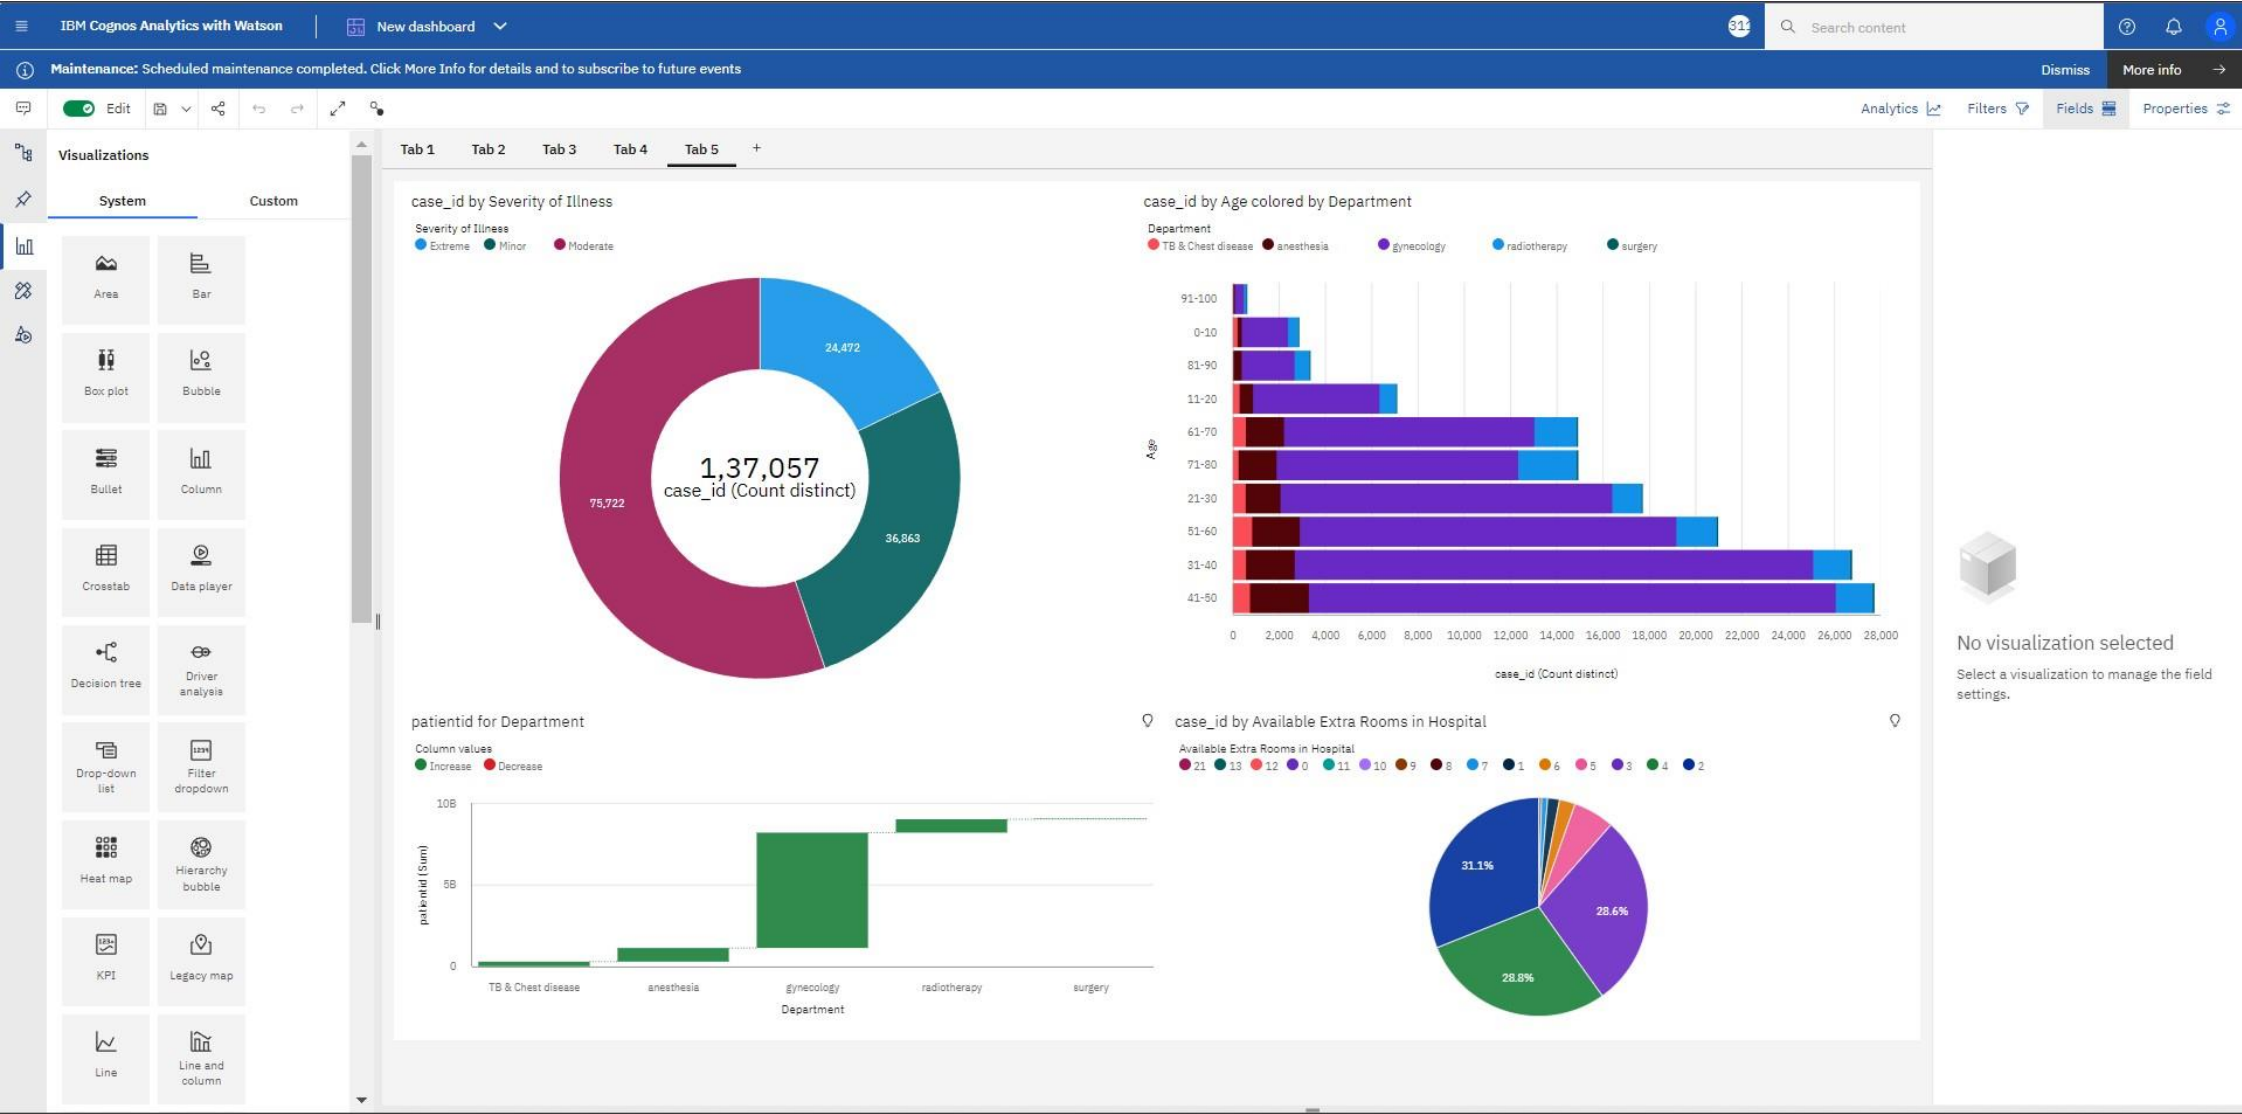 IBM Cognos Analytics with Watson
New dashboard
311
Search content
Maintenance: Scheduled maintenance completed. Click More Info for details and to subscribe to future events
Dismiss
More info
Edit
Analytics
Filters
Fields
Properties
Visualizations
System
Custom
Area
Bar
Box plot
Bubble
Bullet
Column
Crosstab
Data player
Decision tree
Driver
analysis
Drop-down
list
Filter
dropdown
Heat map
Hierarchy
bubble
KPI
Legacy map
Line
Line and
column
Tab 1
Tab 2
Tab 3
Tab 4
Tab 5
+
case_id by Severity of Illness
Severity of Illness
Extreme
Minor
Moderate
24,472
36,863
75,722
1,37,057
case_id (Count distinct)
case_id by Age colored by Department
Department
TB & Chest disease
anesthesia
gynecology
radiotherapy
surgery
Age
91-100
0-10
81-90
11-20
61-70
71-80
21-30
51-60
31-40
41-50
0 2,000 4,000 6,000 8,000 10,000 12,000 14,000 16,000 18,000 20,000 22,000 24,000 26,000 28,000
case_id (Count distinct)
patientid for Department
Column values
Increase
Decrease
patientid (Sum)
10B
5B
0
TB & Chest disease
anesthesia
gynecology
radiotherapy
surgery
Department
case_id by Available Extra Rooms in Hospital
Available Extra Rooms in Hospital
21 13 12 0 11 10 9 8 7 1 6 5 3 4 2
31.1%
28.6%
28.8%
No visualization selected
Select a visualization to manage the field
settings.